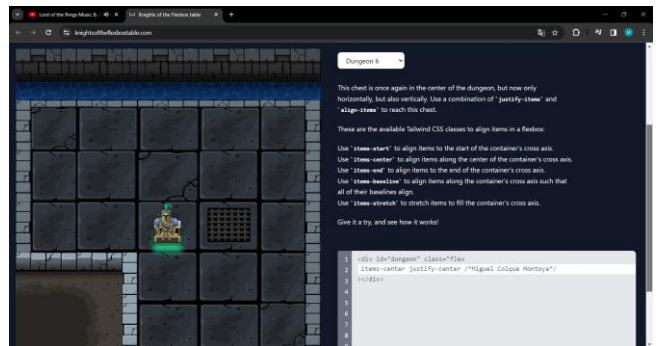 Lord of the Rings Music &
Knights of the Flexbox table
knightsoftheflexboxtable.com
Dungeon 6
This chest is once again in the center of the dungeon, but now only
horizontally, but also vertically. Use a combination of `justify-items` and
`align-items` to reach this chest.
These are the available Tailwind CSS classes to align items in a flexbox:
Use `items-start` to align items to the start of the container's cross axis.
Use `items-center` to align items along the center of the container's cross axis.
Use `items-end` to align items to the end of the container's cross axis.
Use `items-baseline` to align items along the container's cross axis such that
all of their baselines align.
Use `items-stretch` to stretch items to fill the container's cross axis.
Give it a try, and see how it works!
1 <div id="dungeon" class="flex
2 items-center justify-center /"Miguel Colque Montoya"/
3 ></div>
4
5
6
7
8